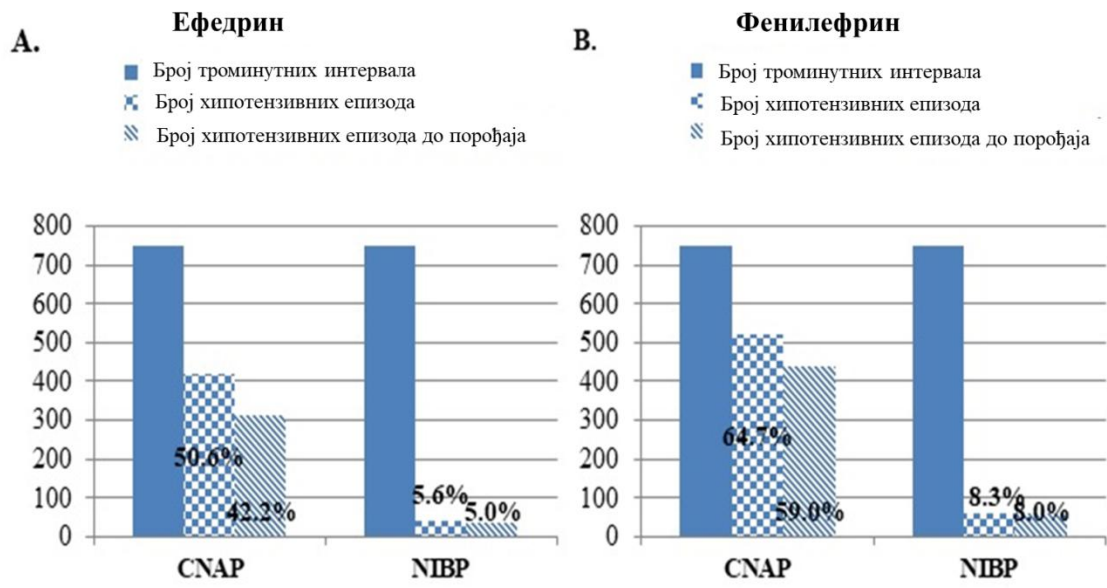 Ефедрин
А.
Број троминутних интервала
Број хипотензивних епизода
Број хипотензивних епизода до порођаја
800
700
600
500
400
300
200
100
0
50.6%
42.2%
5.6%
5.0%
CNAP
NIBP
Фенилефрин
В.
Број троминутних интервала
Број хипотензивних епизода
Број хипотензивних епизода до порођаја
800
700
600
500
400
300
200
100
0
64.7%
59.0%
8.3%
8.0%
CNAP
NIBP